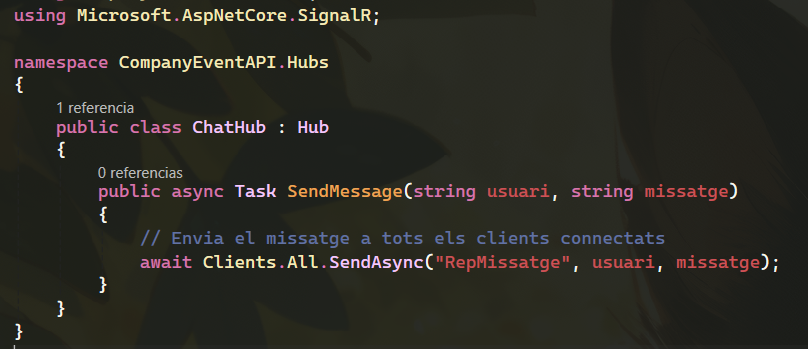 using Microsoft.AspNetCore.SignalR;
namespace CompanyEventAPI.Hubs
{
1 referencia
public class ChatHub : Hub
{
0 referencias
public async Task SendMessage(string usuari, string missatge)
{
// Envia el missatge a tots els clients connectats
await Clients.All.SendAsync("RepMissatge", usuari, missatge);
}
}
}